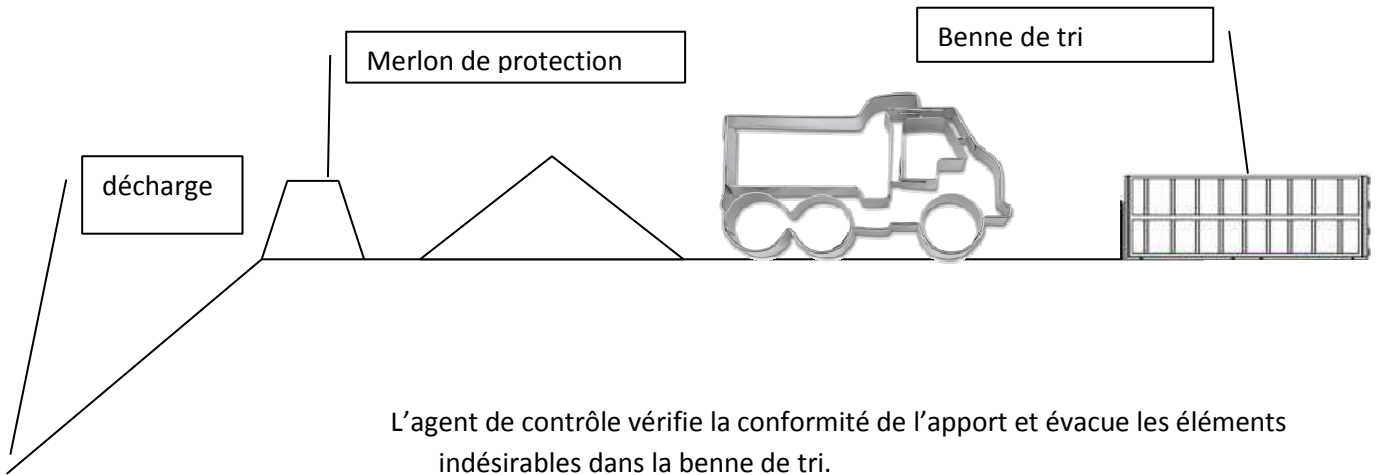 Benne de tri
Merlon de protection
décharge
L’agent de contrôle vérifie la conformité de l’apport et évacue les éléments
indésirables dans la benne de tri.